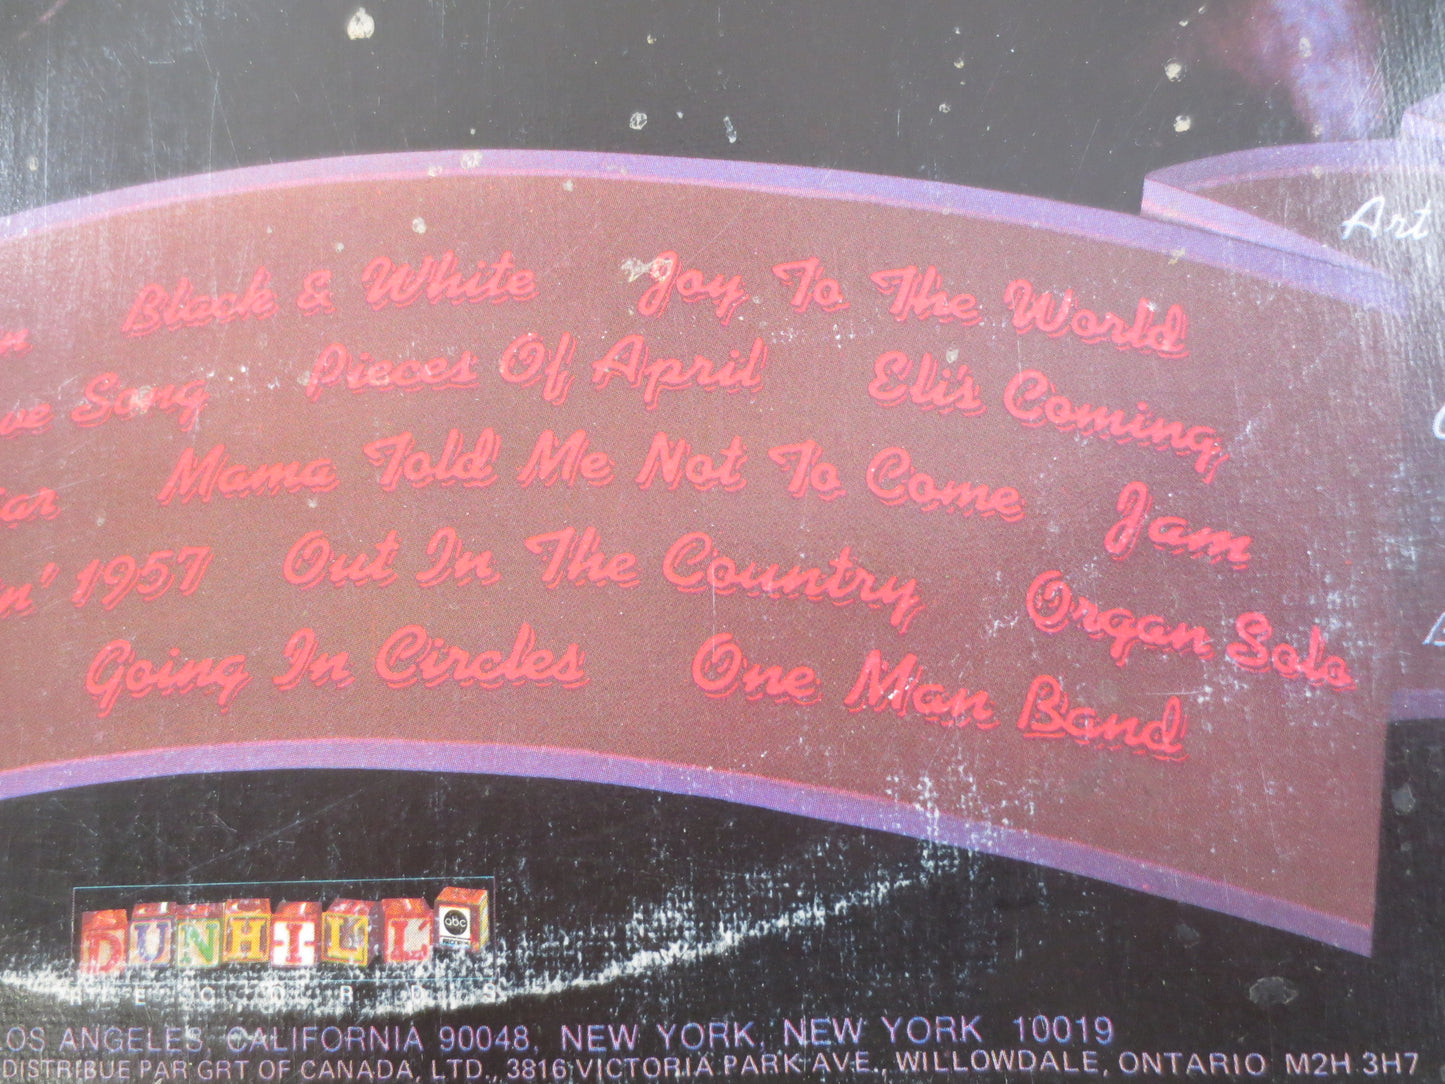 Black & White Joy To The World
Song Pieces Of April Eli's Coming
Mama Told Me Not To Come Jam
1957 Out In The Country Organ Solo
Going In Circles One Man Band
Art
DUNHILL abc
RECORDS
LOS ANGELES, CALIFORNIA 90048, NEW YORK, NEW YORK 10019
DISTRIBUE PAR GRT OF CANADA, LTD., 3816 VICTORIA PARK AVE., WILLOWDALE, ONTARIO M2H 3H7